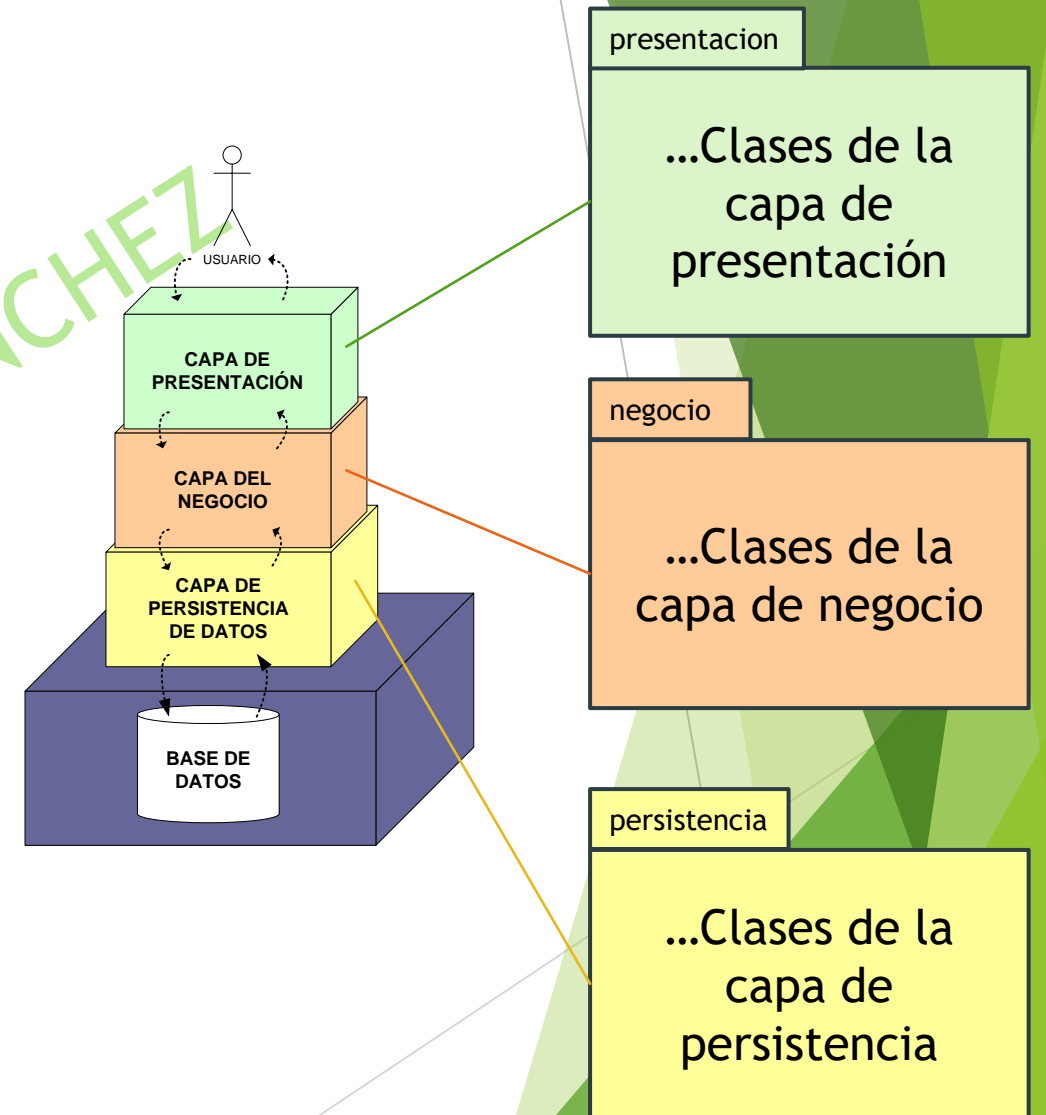 USUARIO
CAPA DE
PRESENTACIÓN
CAPA DEL
NEGOCIO
CAPA DE
PERSISTENCIA
DE DATOS
BASE DE
DATOS
presentacion
...Clases de la
capa de
presentación
negocio
...Clases de la
capa de negocio
persistencia
...Clases de la
capa de
persistencia